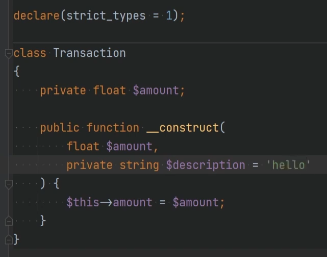 declare(strict_types = 1);
class Transaction
{
private float $amount;
public function __construct(
float $amount,
private string $description = 'hello'
) {
$this->amount = $amount;
}
}